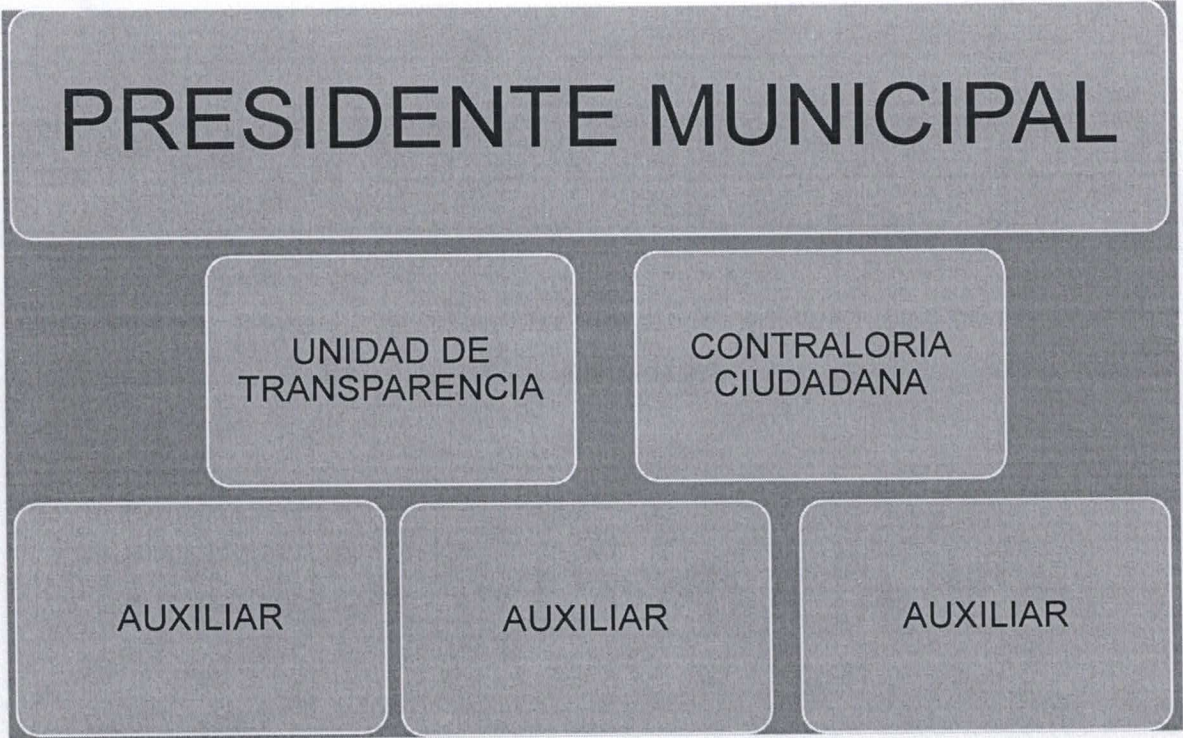 PRESIDENTE MUNICIPAL
UNIDAD DE
TRANSPARENCIA
CONTRALORIA
CIUDADANA
AUXILIAR
AUXILIAR
AUXILIAR